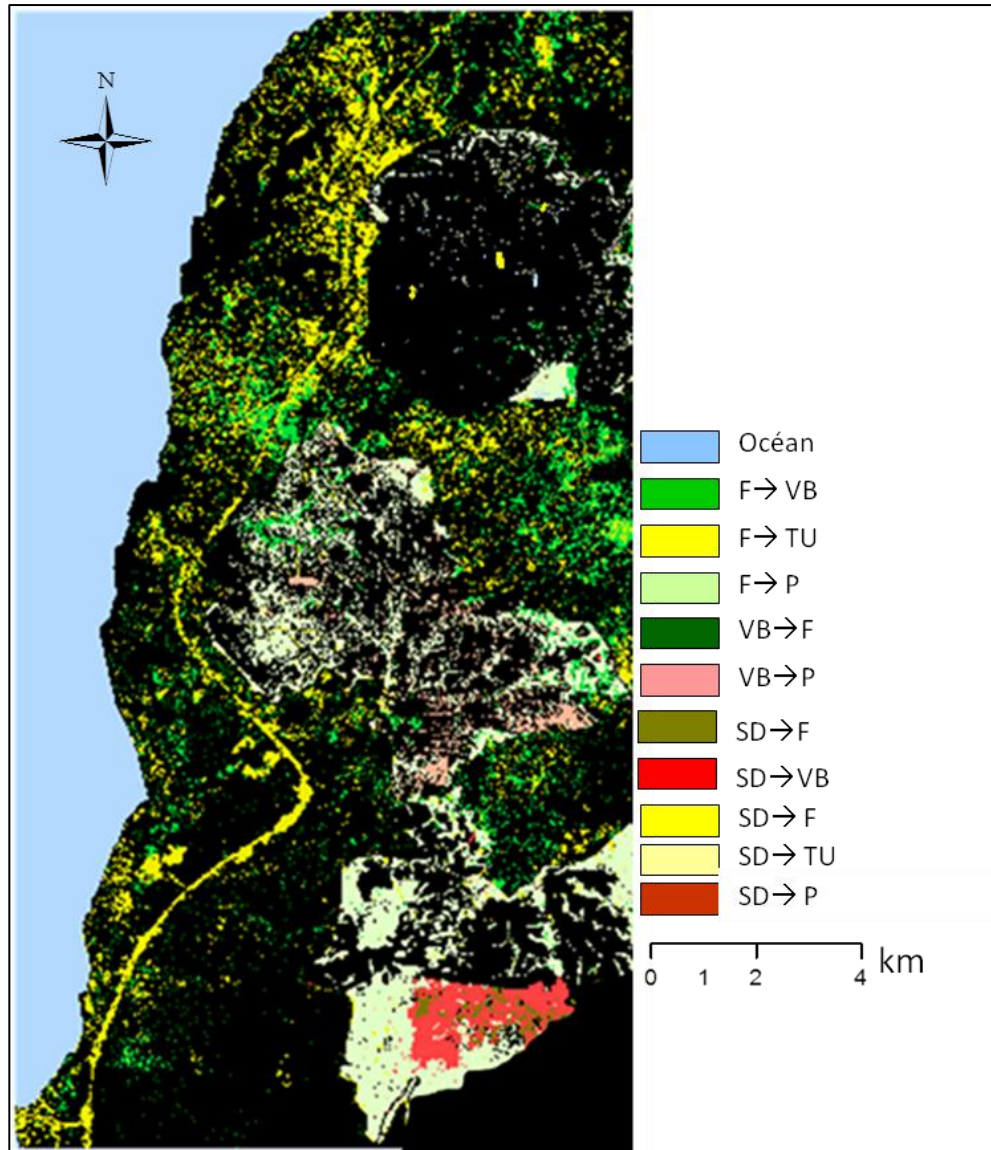 N
Océan
F→ VB
F→ TU
F→ P
VB→F
VB→P
SD→F
SD→VB
SD→ F
SD→ TU
SD→ P
0 1 2 4 km